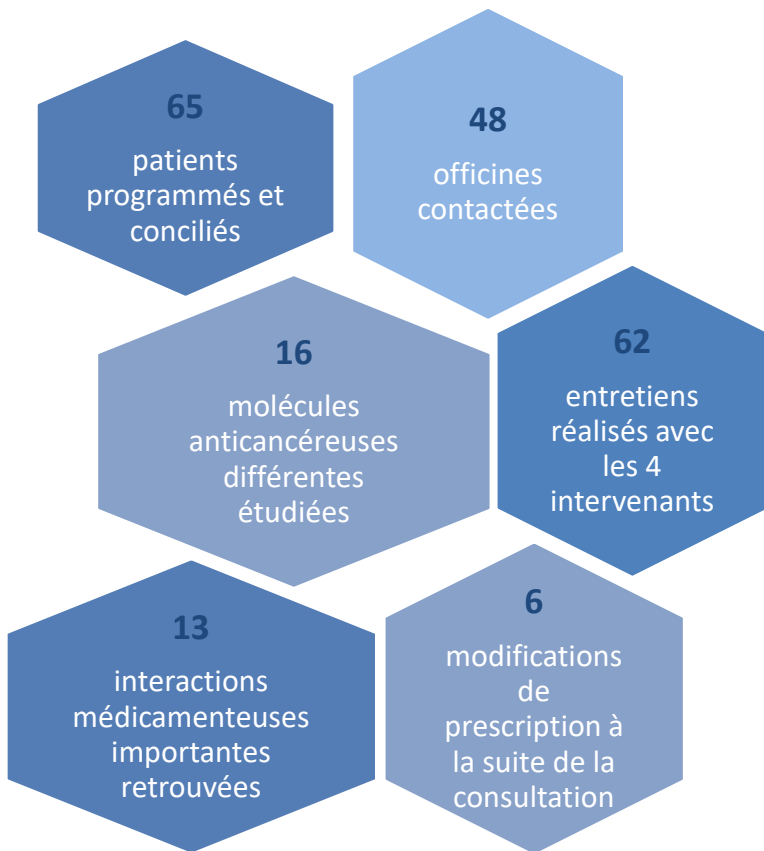 65
patients
programmés et
conciliés
48
officines
contactées
16
molécules
anticancéreuses
différentes
étudiées
62
entretiens
réalisés avec
les 4
intervenants
13
interactions
médicamenteuses
importantes
retrouvées
6
modifications
de
prescription à
la suite de la
consultation